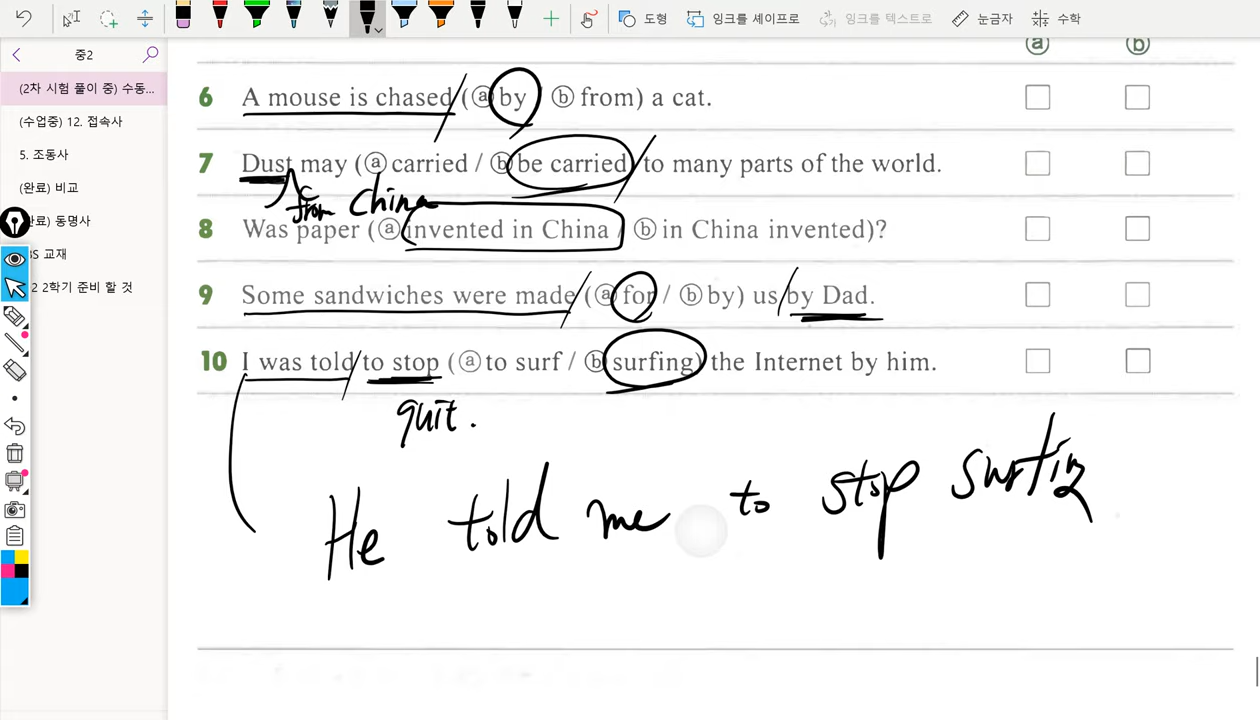 도형 잉크를 셰이프로 잉크를 텍스트로 눈금자 수학
중2
(2차 시험 풀이 중) 수동...
(수업중) 12. 접속사
5. 조동사
(완료) 비교
완료) 동명사
BS 교재
2 2학기 준비 할 것
ⓐ ⓑ
6 A mouse is chased (ⓐ by / ⓑ from) a cat.
7 Dust may (ⓐ carried / ⓑ be carried) to many parts of the world.
from China
8 Was paper (ⓐ invented in China / ⓑ in China invented)?
9 Some sandwiches were made (ⓐ for / ⓑ by) us by Dad.
10 I was told to stop (ⓐ to surf / ⓑ surfing) the Internet by him.
quit.
He told me to stop surfing